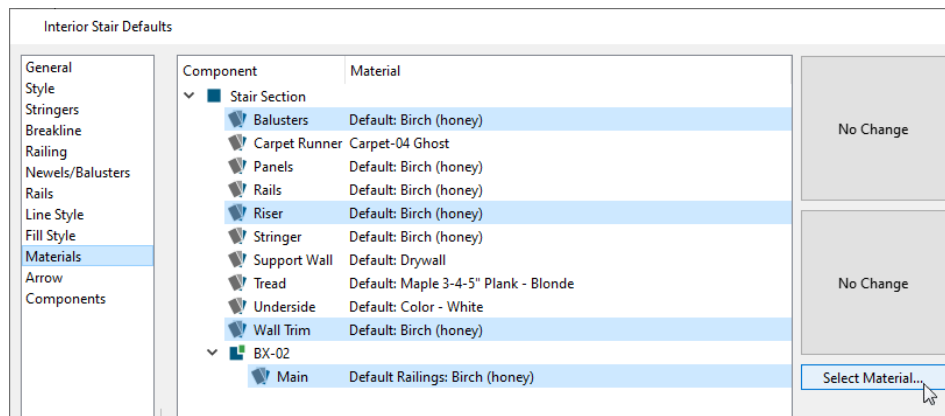 Interior Stair Defaults
General
Style
Stringers
Breakline
Railing
Newels/Balusters
Rails
Line Style
Fill Style
Materials
Arrow
Components
Component Material
Stair Section
Balusters Default: Birch (honey)
Carpet Runner Carpet-04 Ghost
Panels Default: Birch (honey)
Rails Default: Birch (honey)
Riser Default: Birch (honey)
Stringer Default: Birch (honey)
Support Wall Default: Drywall
Tread Default: Maple 3-4-5" Plank - Blonde
Underside Default: Color - White
Wall Trim Default: Birch (honey)
BX-02
Main Default Railings: Birch (honey)
No Change
No Change
Select Material...